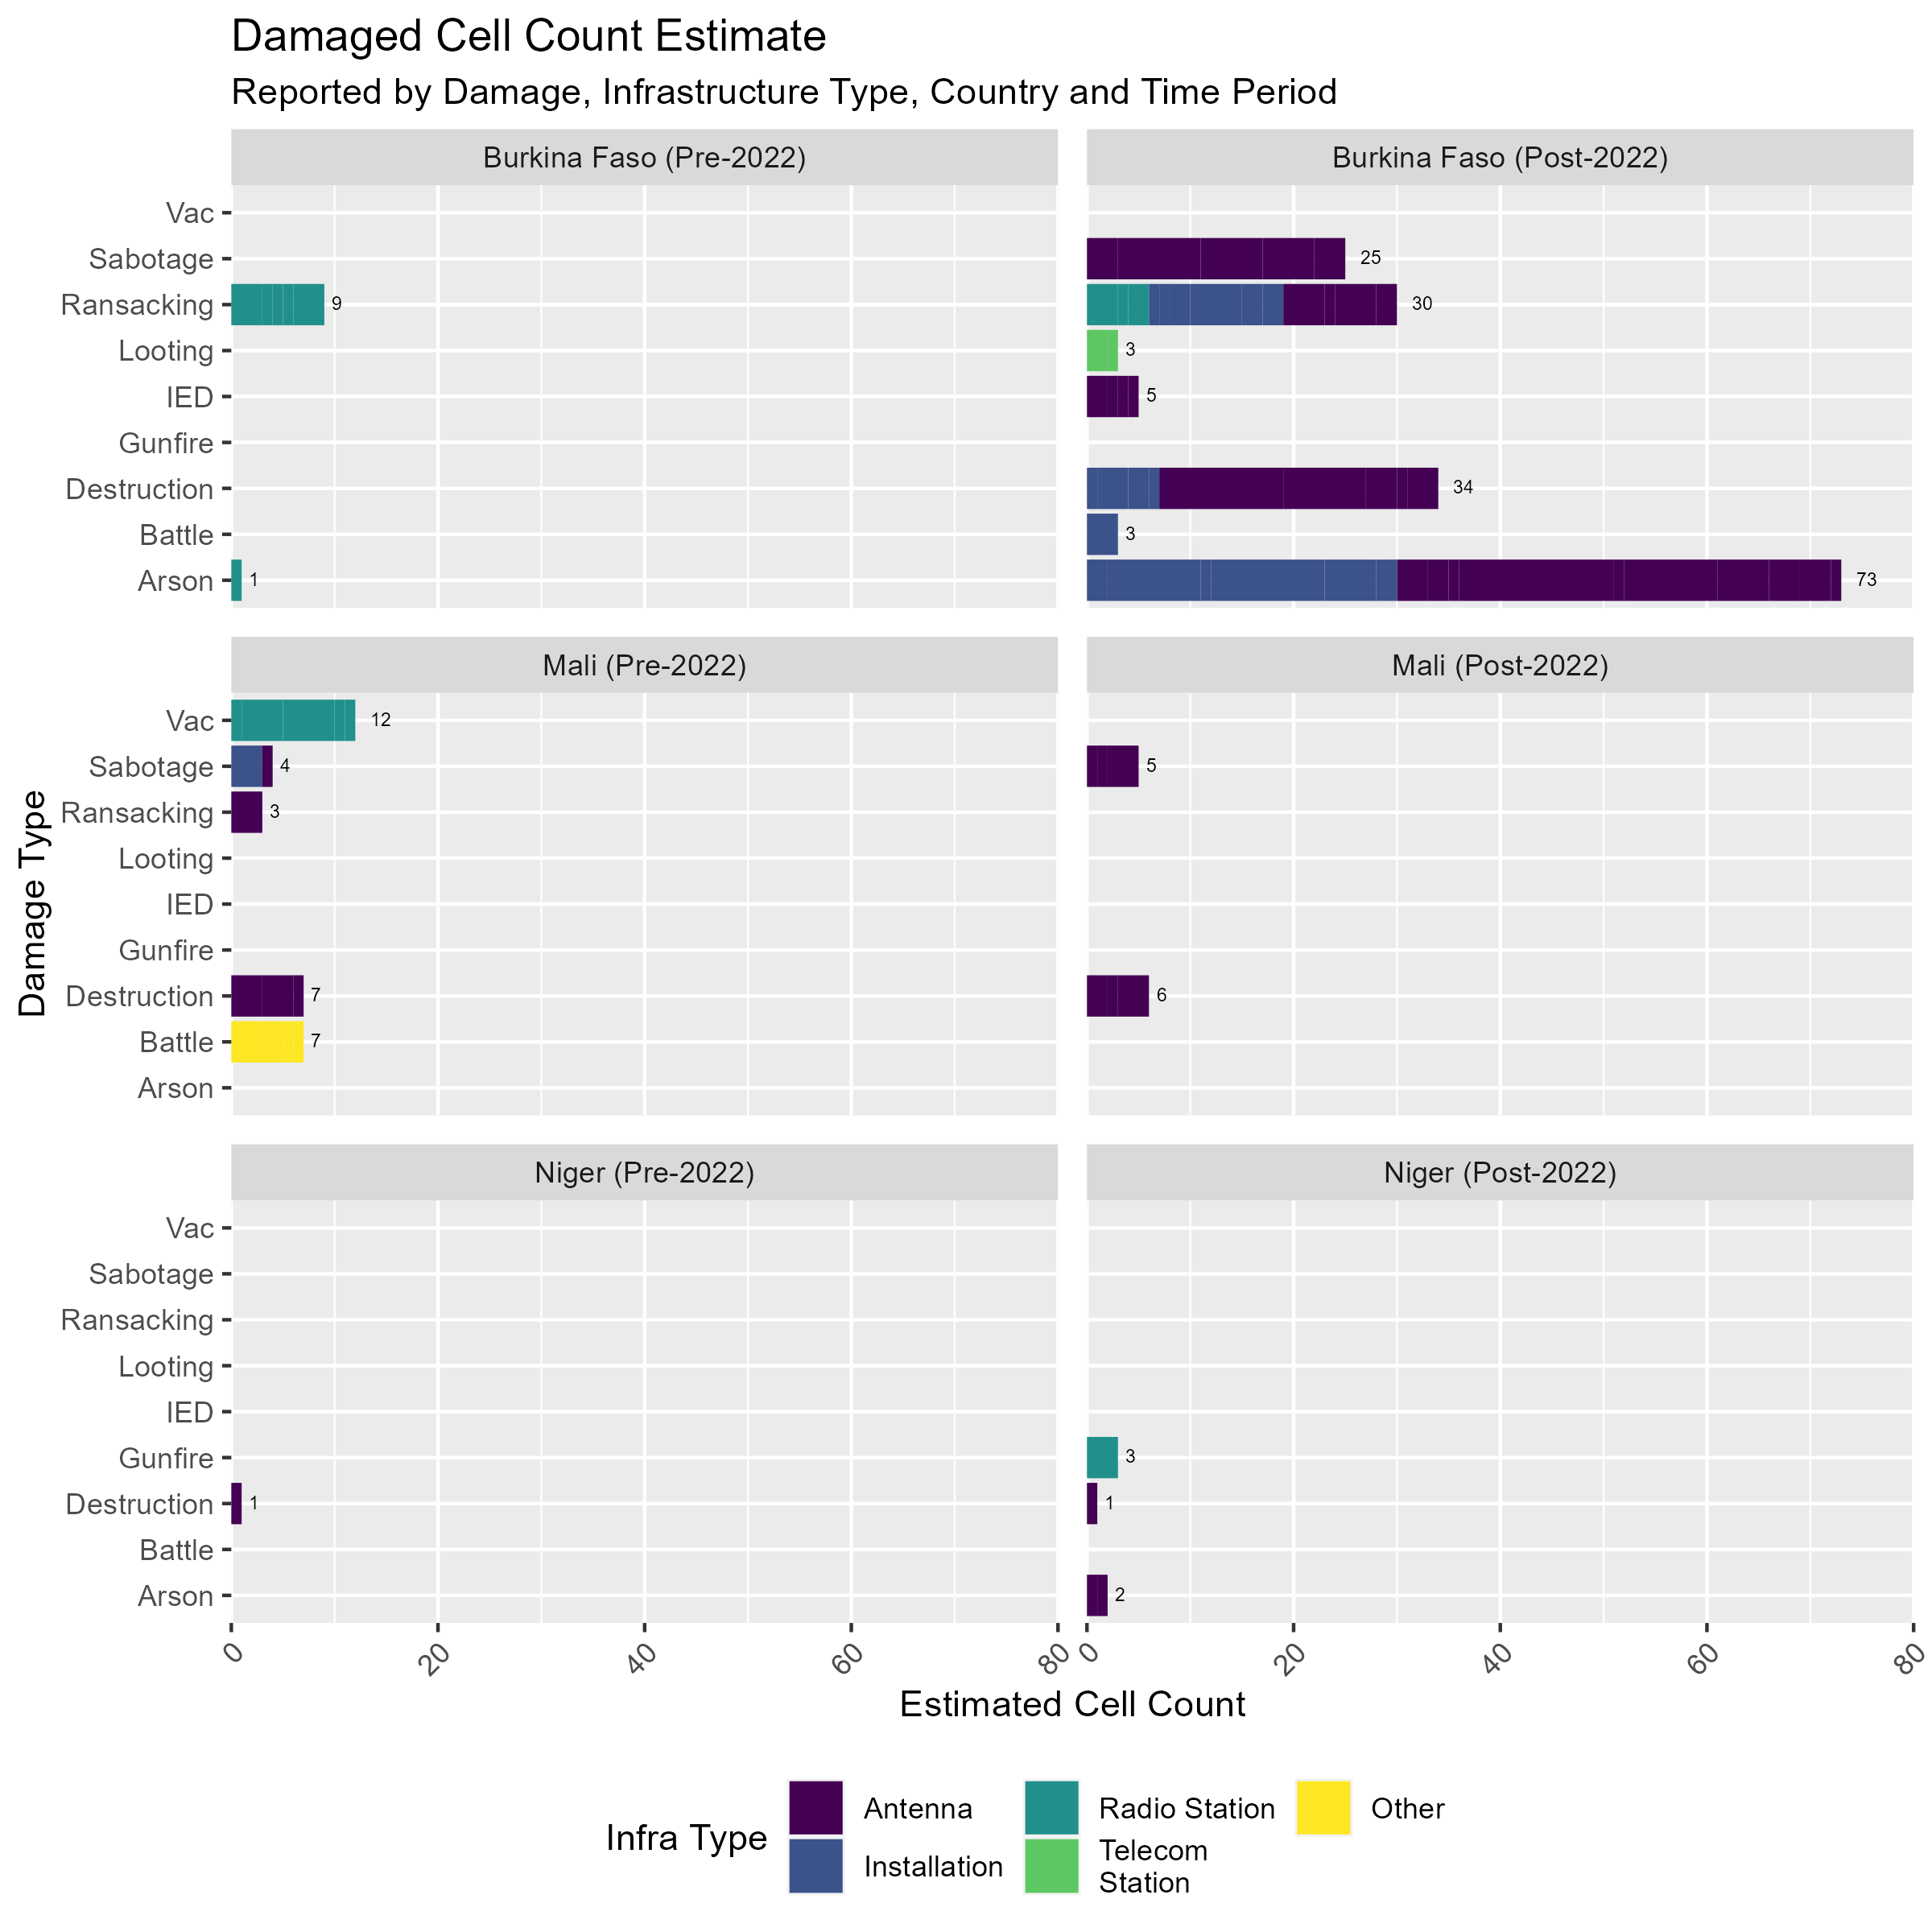 Damaged Cell Count Estimate
Reported by Damage, Infrastructure Type, Country and Time Period
Burkina Faso (Pre-2022)
Burkina Faso (Post-2022)
Vac
Sabotage
25
Ransacking
9
30
Looting
3
IED
5
Gunfire
Destruction
34
Battle
3
Arson
1
73
Mali (Pre-2022)
Mali (Post-2022)
Damage Type
Vac
12
Sabotage
4
5
Ransacking
3
Looting
IED
Gunfire
Destruction
7
6
Battle
7
Arson
Niger (Pre-2022)
Niger (Post-2022)
Vac
Sabotage
Ransacking
Looting
IED
Gunfire
3
Destruction
1
1
Battle
Arson
2
0 20 40 60 80
0 20 40 60 80
Estimated Cell Count
Infra Type
Antenna
Installation
Radio Station
Telecom
Station
Other